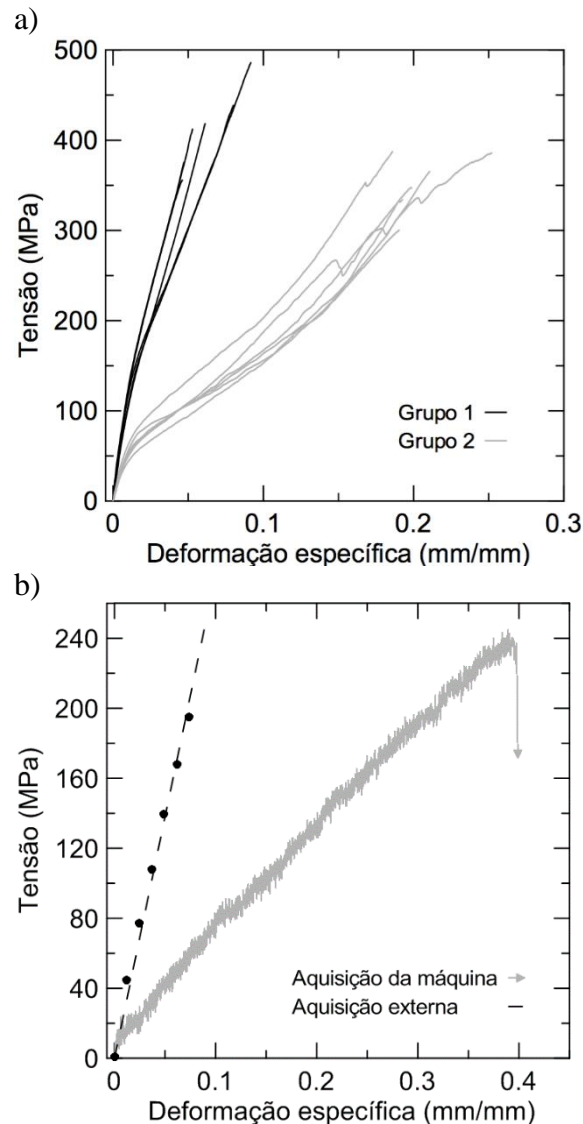 a)
500
400
300
200
100
0
Tensão (MPa)
Grupo 1
Grupo 2
0 0.1 0.2 0.3
Deformação específica (mm/mm)
b)
240
200
160
120
80
40
0
Tensão (MPa)
Aquisição da máquina
Aquisição externa
0 0.1 0.2 0.3 0.4
Deformação específica (mm/mm)